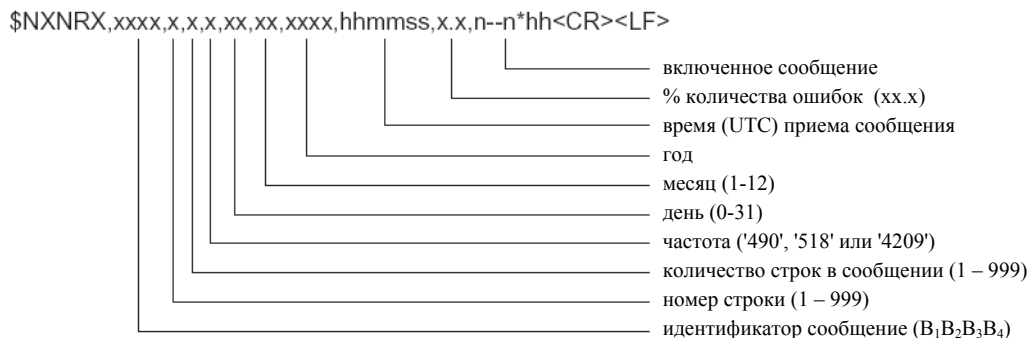 $NXNRX,xxxx,x,x,x,xx,xx,xxxx,hhmmss,x.x,n--n*hh<CR><LF>
включенное сообщение
% количества ошибок (xx.x)
время (UTC) приема сообщения
год
месяц (1-12)
день (0-31)
частота ('490', '518' или '4209')
количество строк в сообщении (1 – 999)
номер строки (1 – 999)
идентификатор сообщение (B₁B₂B₃B₄)